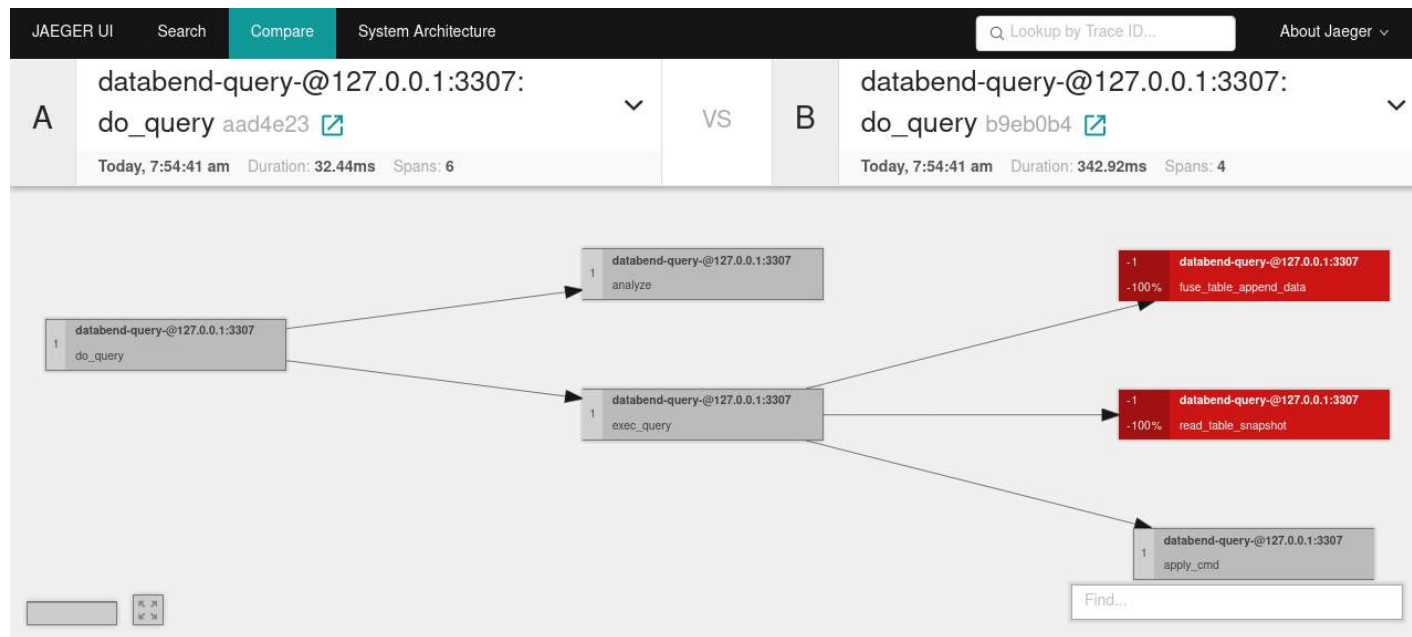 JAEGER UI Search Compare System Architecture Lookup by Trace ID... About Jaeger
A
databend-query-@127.0.0.1:3307:
do_query aad4e23
Today, 7:54:41 am Duration: 32.44ms Spans: 6
VS
B
databend-query-@127.0.0.1:3307:
do_query b9eb0b4
Today, 7:54:41 am Duration: 342.92ms Spans: 4
1
databend-query-@127.0.0.1:3307
do_query
1
databend-query-@127.0.0.1:3307
analyze
1
databend-query-@127.0.0.1:3307
exec_query
-1 databend-query-@127.0.0.1:3307
-100% fuse_table_append_data
-1 databend-query-@127.0.0.1:3307
-100% read_table_snapshot
1
databend-query-@127.0.0.1:3307
apply_cmd
Find...